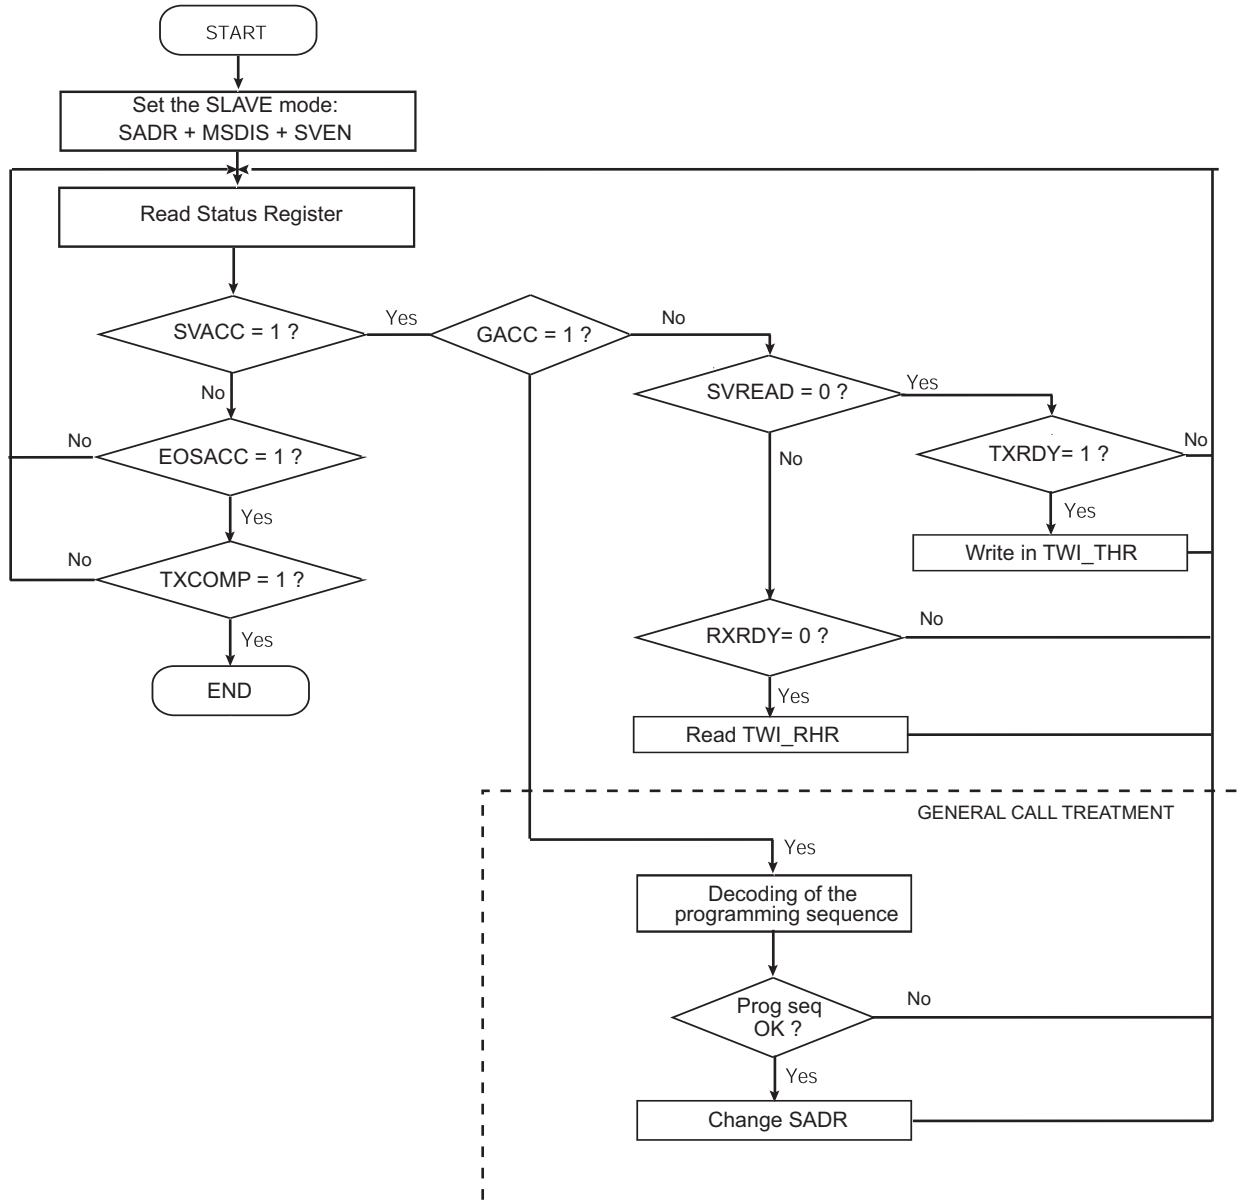 START
Set the SLAVE mode:
SADR + MSDIS + SVEN
Read Status Register
SVACC = 1 ?
Yes
GACC = 1 ?
No
SVREAD = 0 ?
Yes
No
EOSACC = 1 ?
No
TXRDY= 1 ?
No
No
Yes
Yes
Write in TWI_THR
TXCOMP = 1 ?
No
Yes
RXRDY= 0 ?
No
END
Yes
Read TWI_RHR
GENERAL CALL TREATMENT
Yes
Decoding of the
programming sequence
Prog seq
OK ?
No
Yes
Change SADR